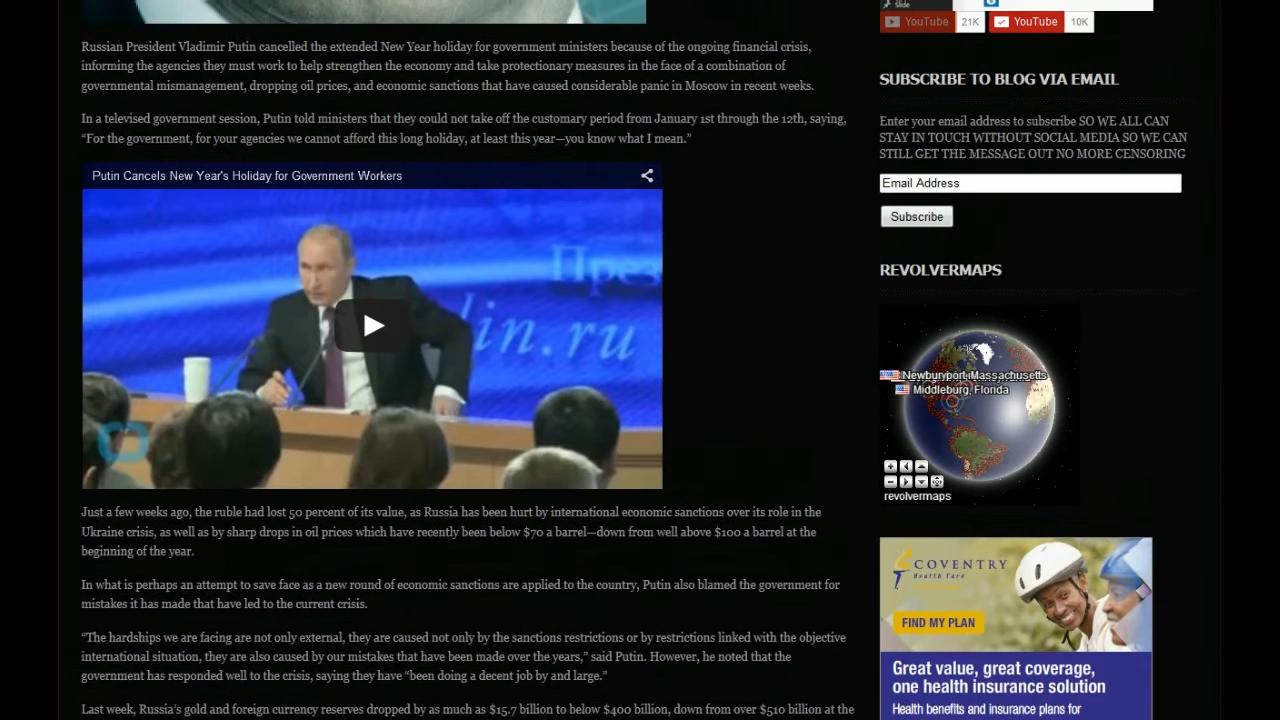 Slide
YouTube 21K YouTube 10K
Russian President Vladimir Putin cancelled the extended New Year holiday for government ministers because of the ongoing financial crisis,
informing the agencies they must work to help strengthen the economy and take protectionary measures in the face of a combination of
governmental mismanagement, dropping oil prices, and economic sanctions that have caused considerable panic in Moscow in recent weeks.
In a televised government session, Putin told ministers that they could not take off the customary period from January 1st through the 12th, saying,
“For the government, for your agencies we cannot afford this long holiday, at least this year—you know what I mean.”
Putin Cancels New Year's Holiday for Government Workers
През
lin.ru
Just a few weeks ago, the ruble had lost 50 percent of its value, as Russia has been hurt by international economic sanctions over its role in the
Ukraine crisis, as well as by sharp drops in oil prices which have recently been below $70 a barrel—down from well above $100 a barrel at the
beginning of the year.
In what is perhaps an attempt to save face as a new round of economic sanctions are applied to the country, Putin also blamed the government for
mistakes it has made that have led to the current crisis.
“The hardships we are facing are not only external, they are caused not only by the sanctions restrictions or by restrictions linked with the objective
international situation, they are also caused by our mistakes that have been made over the years,” said Putin. However, he noted that the
government has responded well to the crisis, saying they have “been doing a decent job by and large.”
Last week, Russia’s gold and foreign currency reserves dropped by as much as $15.7 billion to below $400 billion, down from over $510 billion at the
SUBSCRIBE TO BLOG VIA EMAIL
Enter your email address to subscribe SO WE ALL CAN
STAY IN TOUCH WITHOUT SOCIAL MEDIA SO WE CAN
STILL GET THE MESSAGE OUT NO MORE CENSORING
Email Address
Subscribe
REVOLVERMAPS
Newburyport, Massachusetts
Middleburg, Florida
revolvermaps
COVENTRY
Health Care
FIND MY PLAN
Great value, great coverage,
one health insurance solution
Health benefits and insurance plans for